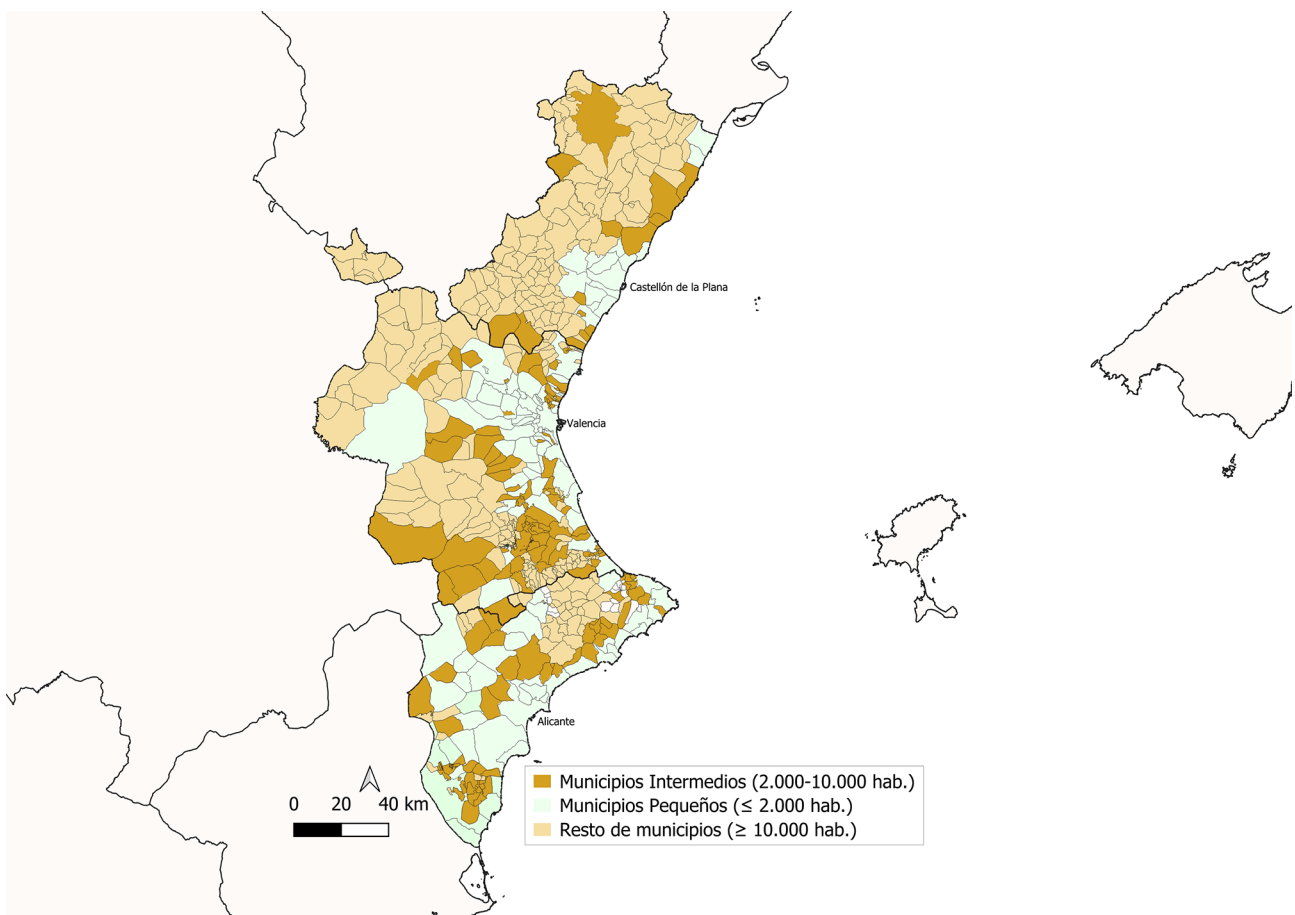 Castellón de la Plana
Valencia
Alicante
0 20 40 km
Municipios Intermedios (2.000-10.000 hab.)
Municipios Pequeños (≤ 2.000 hab.)
Resto de municipios (≥ 10.000 hab.)